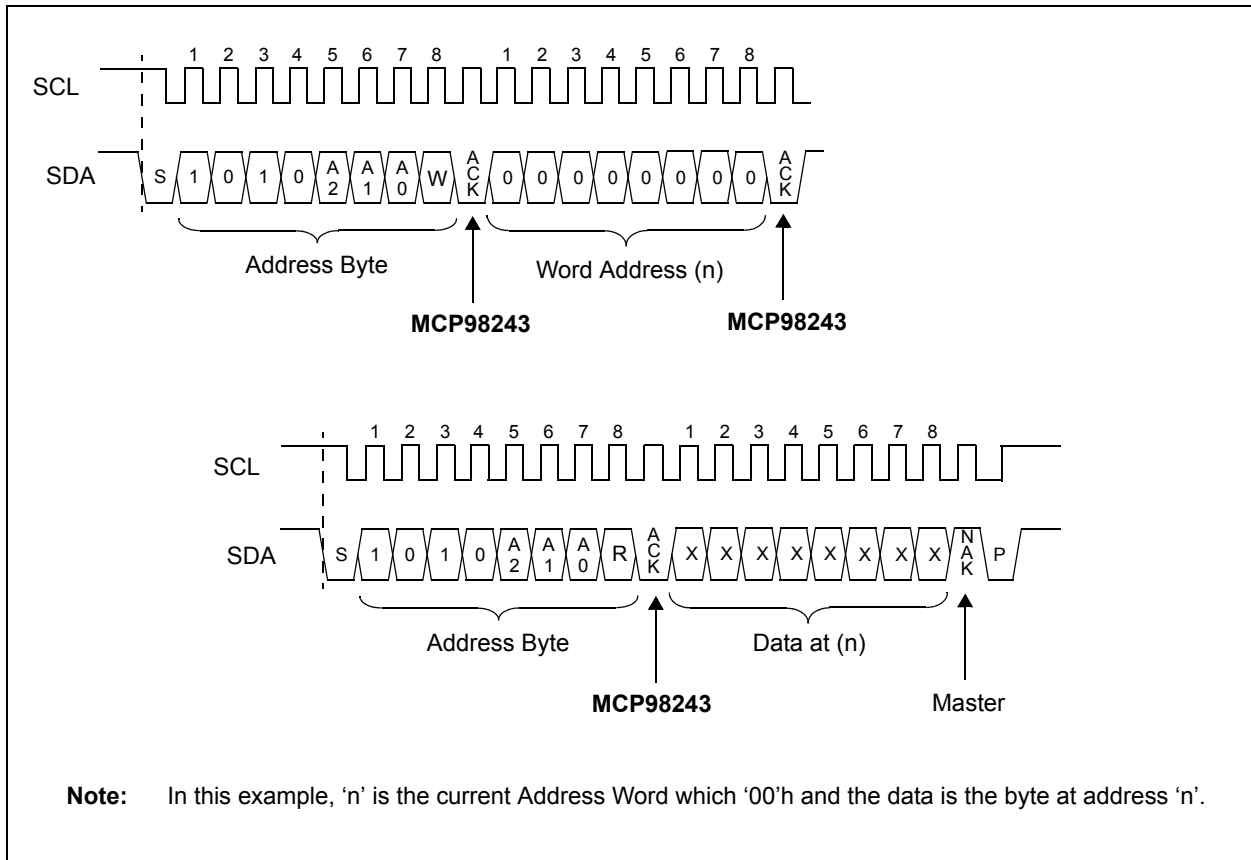 1 2 3 4 5 6 7 8 1 2 3 4 5 6 7 8
SCL
SDA S 1 0 1 0 A2 A1 A0 W ACK 0 0 0 0 0 0 0 0 ACK
Address Byte Word Address (n)
MCP98243 MCP98243
1 2 3 4 5 6 7 8 1 2 3 4 5 6 7 8
SCL
SDA S 1 0 1 0 A2 A1 A0 R ACK X X X X X X X X NAK P
Address Byte Data at (n)
MCP98243 Master
Note: In this example, ‘n’ is the current Address Word which ‘00’h and the data is the byte at address ‘n’.